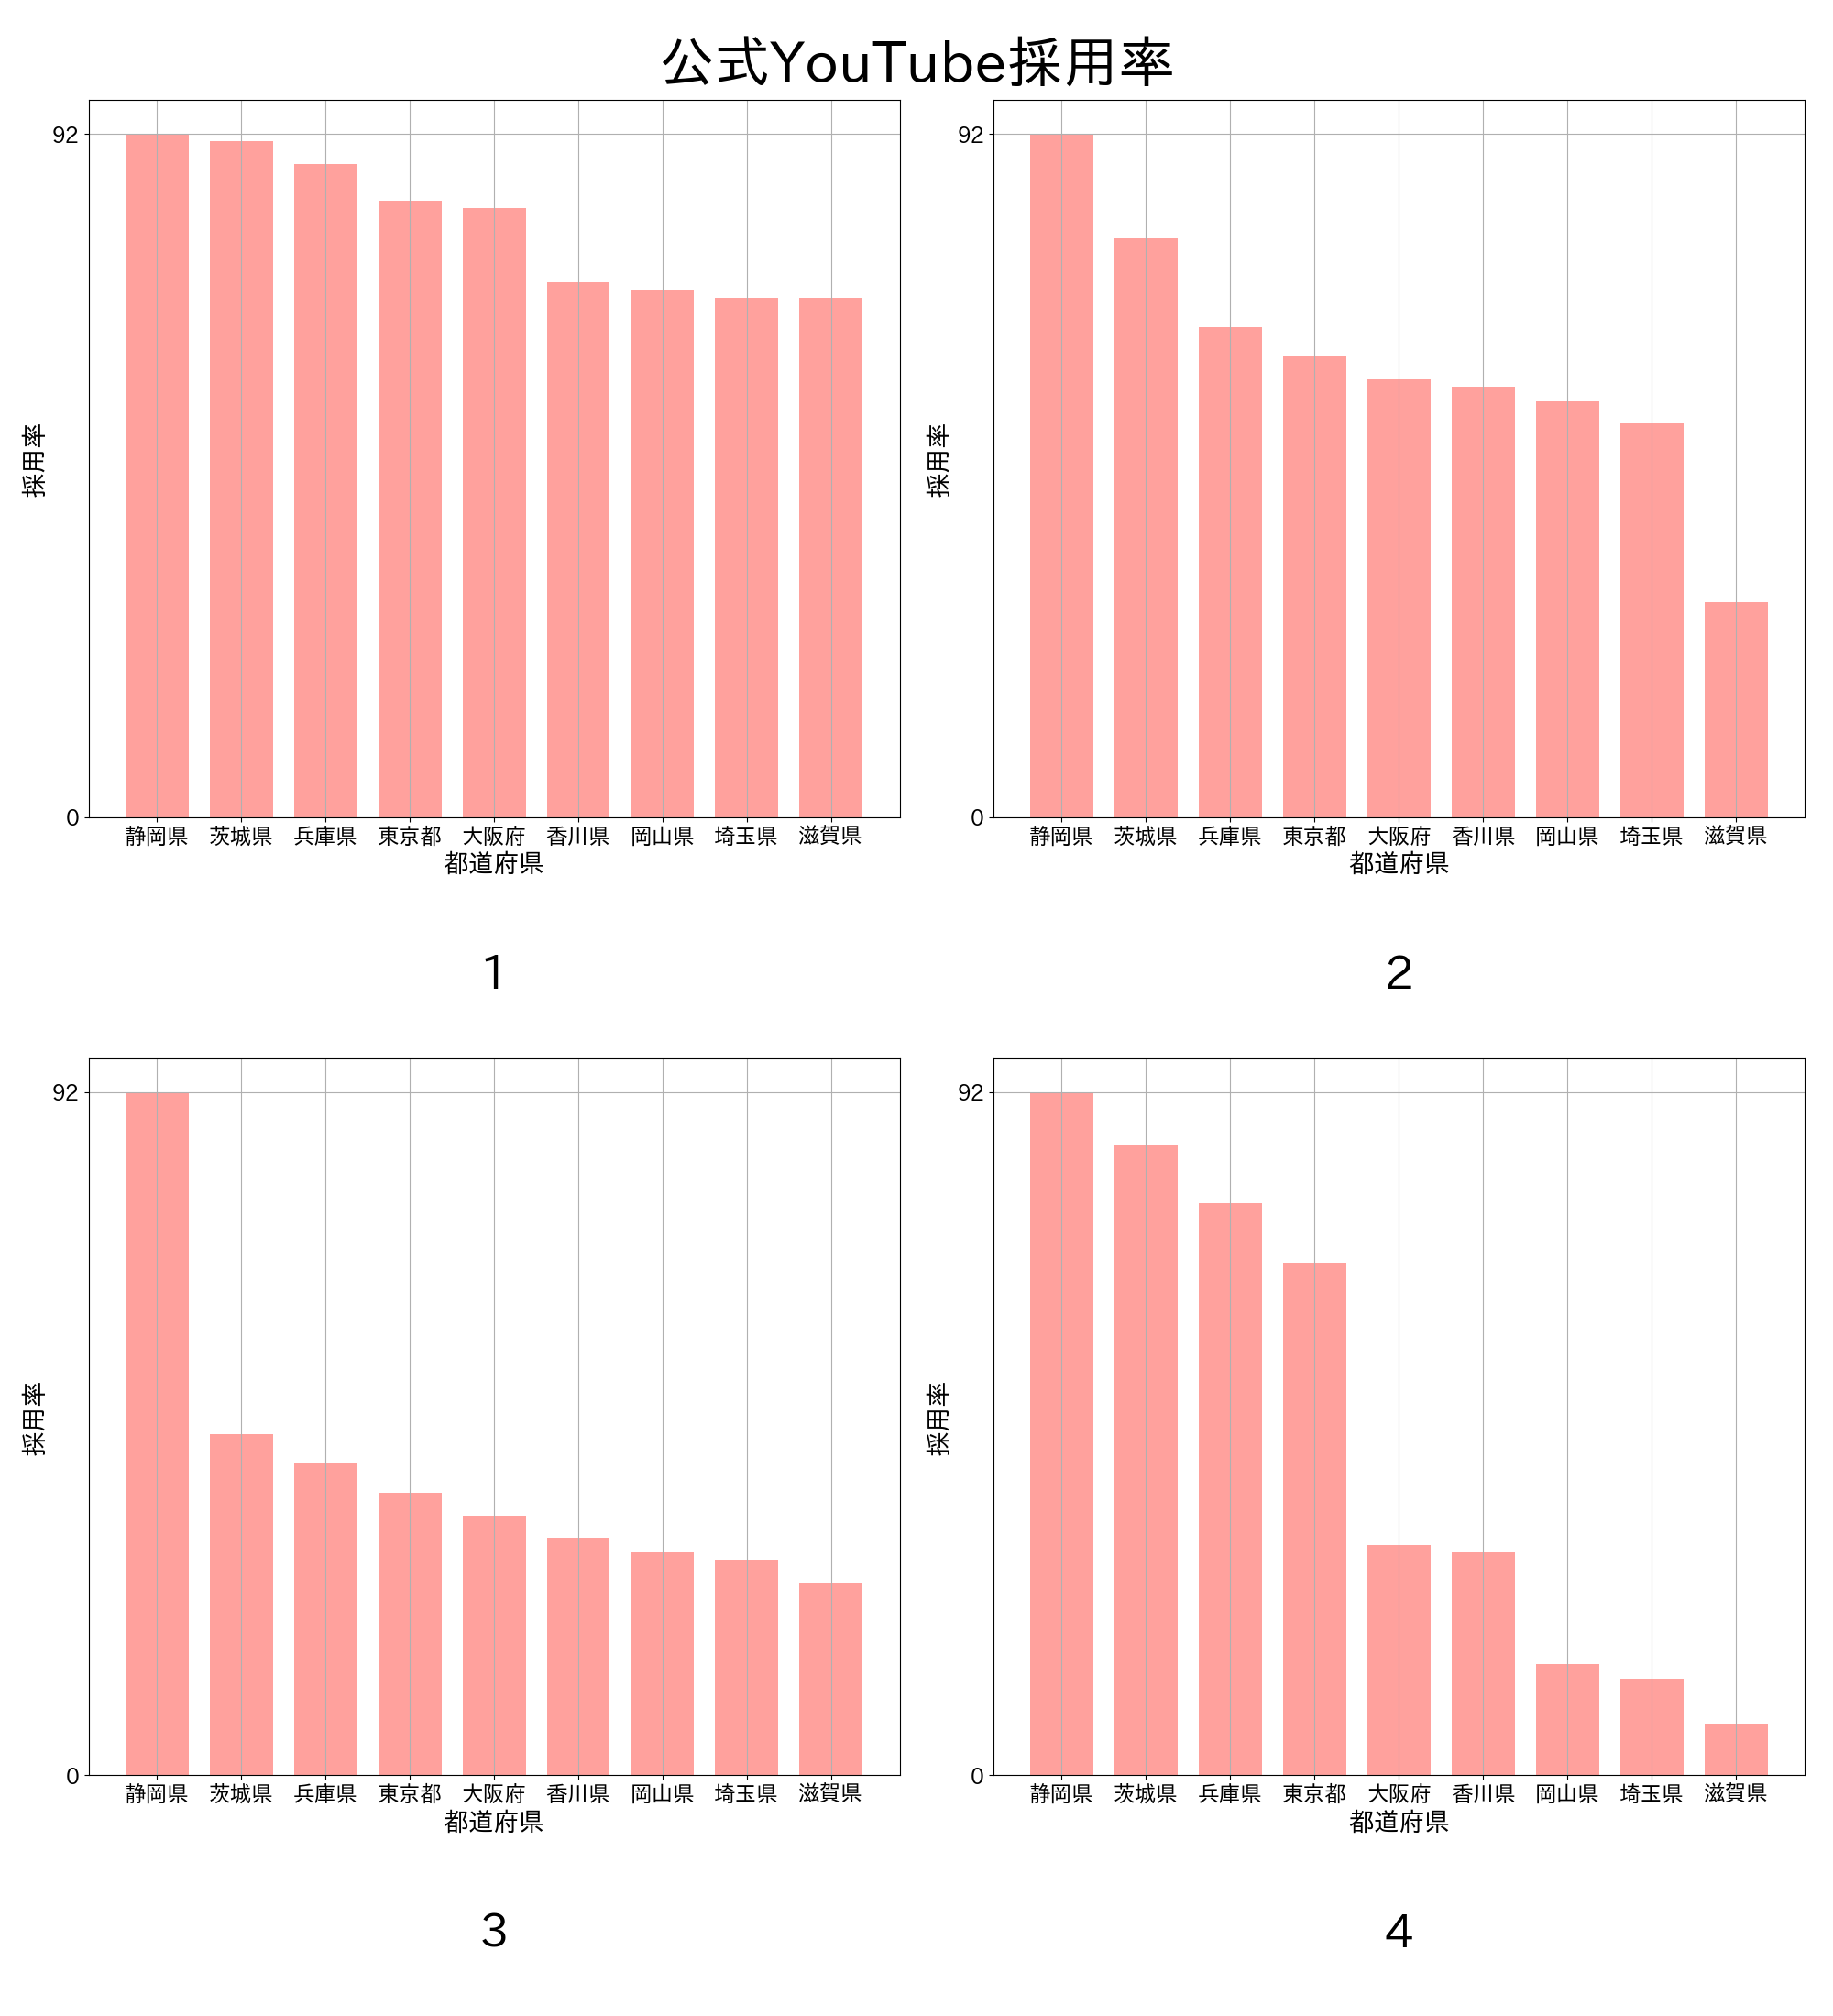 公式YouTube採用率
92
0
採用率
静岡県 茨城県 兵庫県 東京都 大阪府 香川県 岡山県 埼玉県 滋賀県
都道府県
1
92
0
採用率
静岡県 茨城県 兵庫県 東京都 大阪府 香川県 岡山県 埼玉県 滋賀県
都道府県
2
92
0
採用率
静岡県 茨城県 兵庫県 東京都 大阪府 香川県 岡山県 埼玉県 滋賀県
都道府県
3
92
0
採用率
静岡県 茨城県 兵庫県 東京都 大阪府 香川県 岡山県 埼玉県 滋賀県
都道府県
4